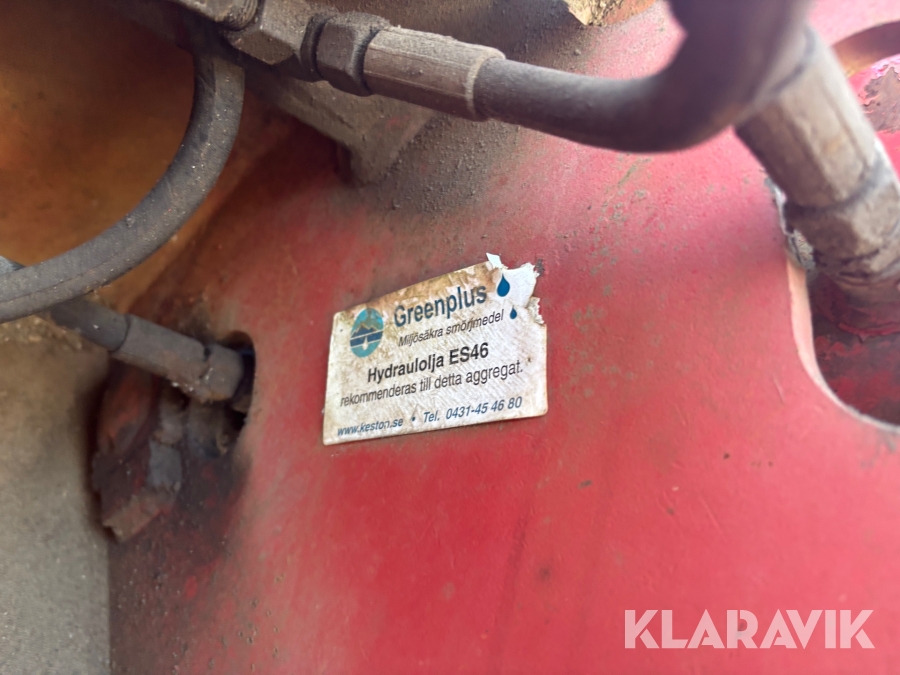 Greenplus
Miljösäkra smörjmedel
Hydraulolja ES46
rekommenderas till detta aggregat.
www.keston.se • Tel. 0431-45 46 80
KLARAVIK